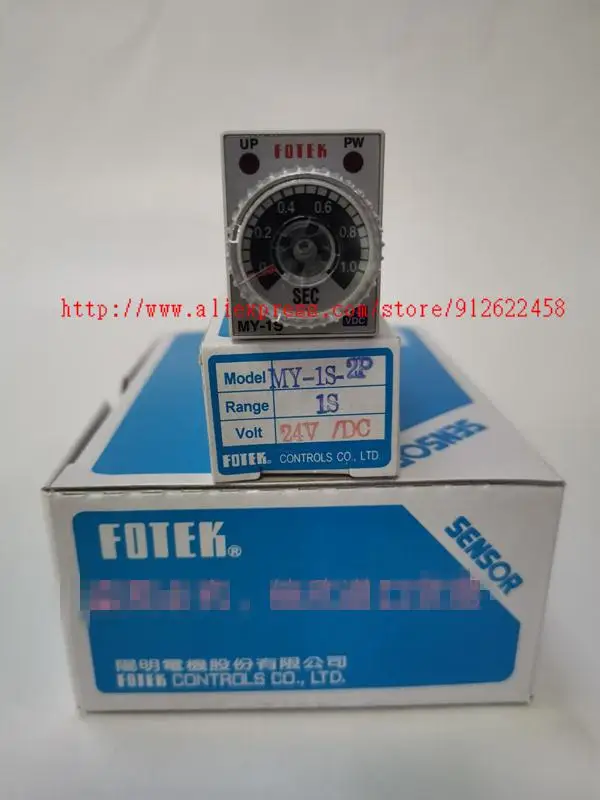 UP FOTEK PW
0.4 0.6
0.2 0.8
0 1.0
SEC
http://www.aliexpress.com/store/912622458
MY-1S VDC
Model MY-1S-2P
Range 1S
Volt 24V /DC
FOTEK® CONTROLS CO., LTD.
SENSOR
FOTEK®
SENSOR
陽明電機股份有限公司
FOTEK CONTROLS CO., LTD.